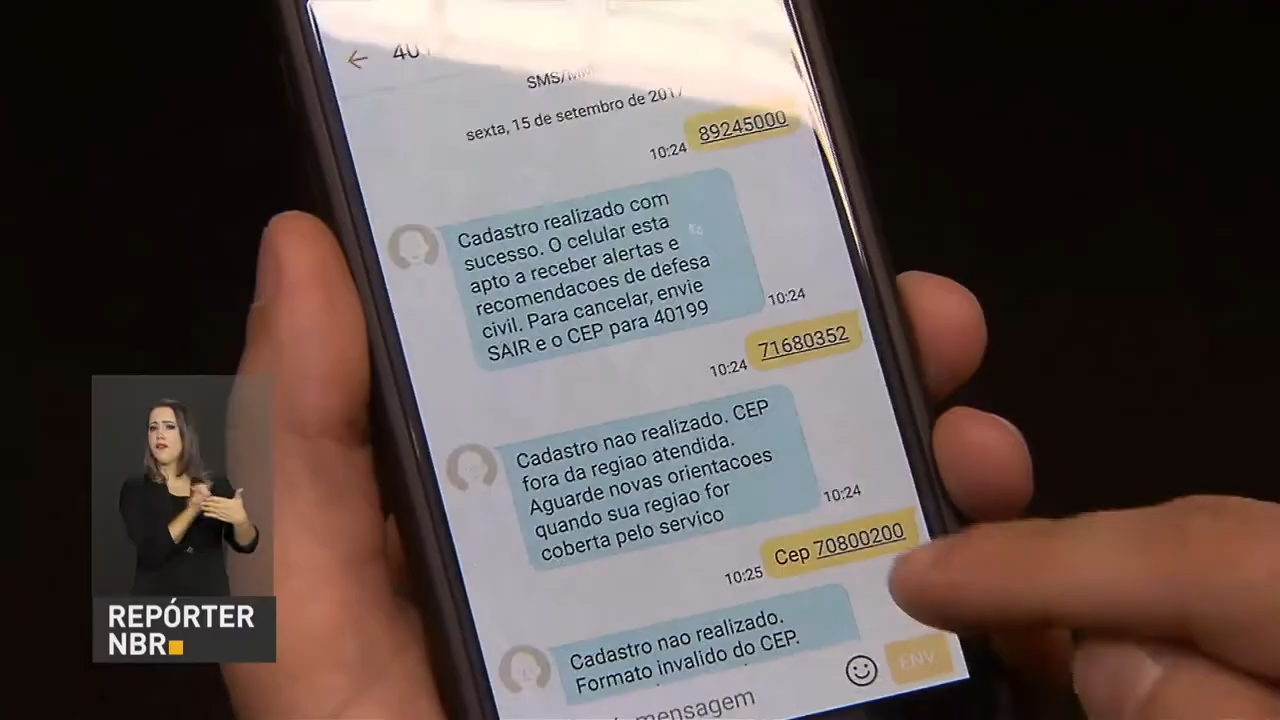 SMS/
sexta, 15 de setembro de 2017
89245000
10:24
Cadastro realizado com
sucesso. O celular esta
apto a receber alertas e
recomendacoes de defesa
civil. Para cancelar, envie
SAIR e o CEP para 40199
10:24
71680352
10:24
Cadastro nao realizado. CEP
fora da regiao atendida.
Aguarde novas orientacoes
quando sua regiao for
coberta pelo servico
10:24
Cep 70800200
10:25
Cadastro nao realizado.
Formato invalido do CEP.
mensagem
ENV
REPÓRTER
NBR